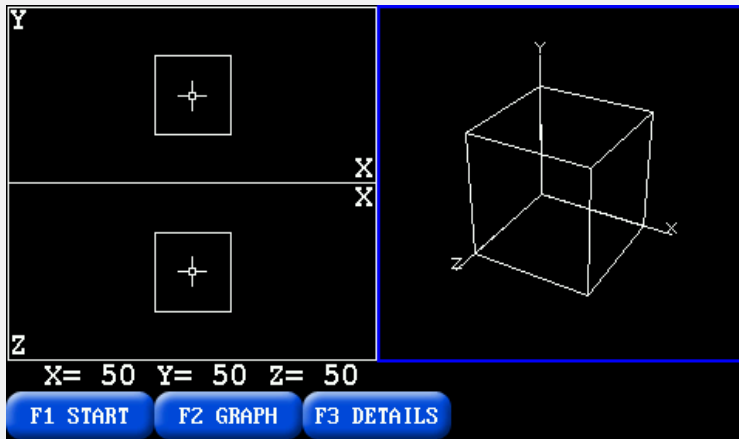 Y
X
X
Z
Y
X
Z
X= 50 Y= 50 Z= 50
F1 START
F2 GRAPH
F3 DETAILS